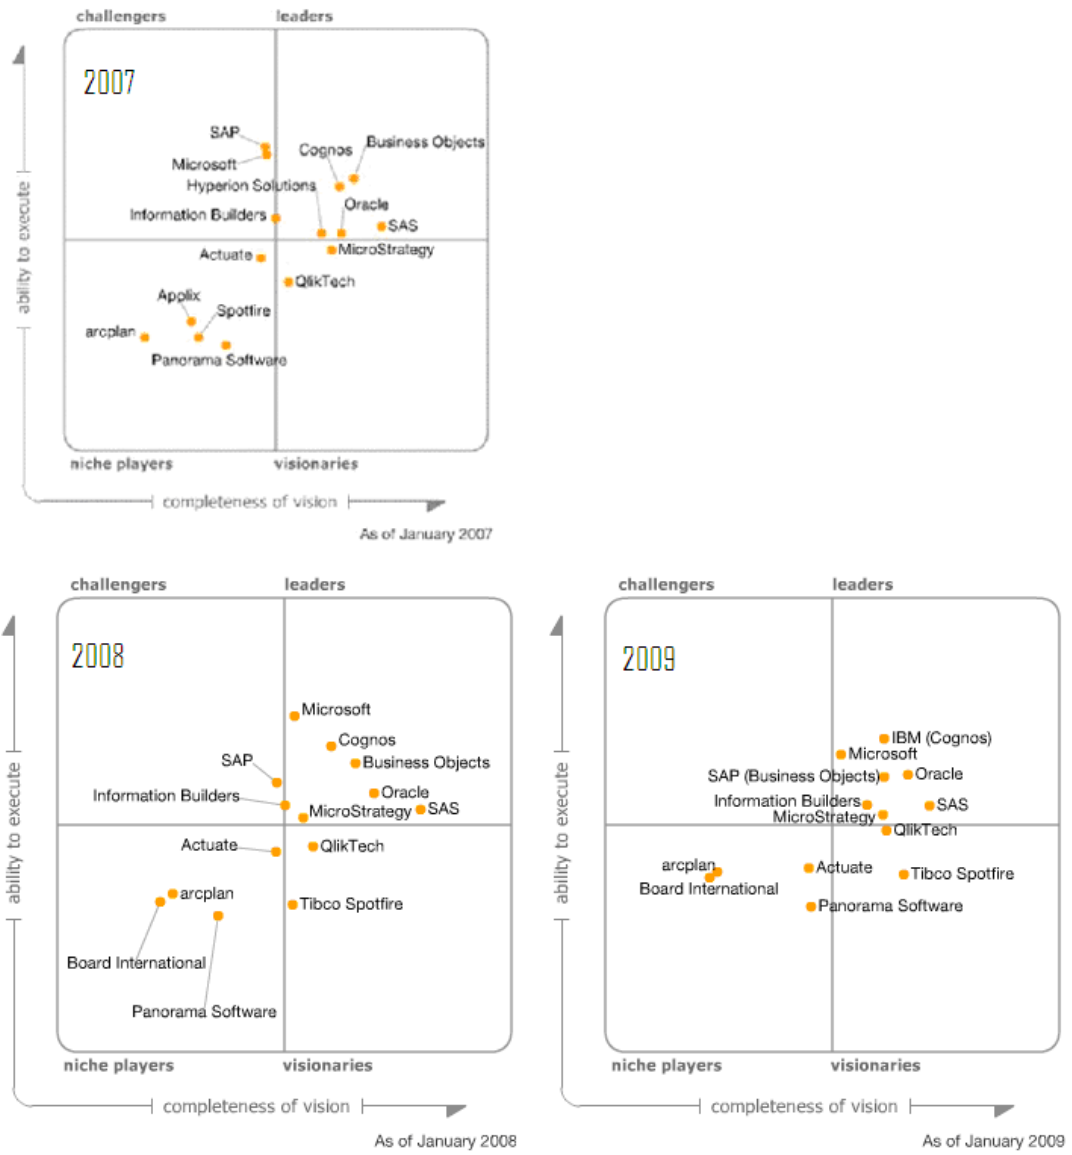 challengers leaders
2007
SAP
Business Objects
Cognos
Microsoft
Hyperion Solutions
Oracle
Information Builders
SAS
MicroStrategy
Actuate
QlikTech
Applix
Spotfire
arcplan
Panorama Software
ability to execute
niche players visionaries
completeness of vision
As of January 2007
challengers leaders
2008
Microsoft
Cognos
SAP
Business Objects
Oracle
Information Builders
MicroStrategy
SAS
Actuate
QlikTech
arcplan
Tibco Spotfire
Board International
Panorama Software
ability to execute
niche players visionaries
completeness of vision
As of January 2008
challengers leaders
2009
IBM (Cognos)
Microsoft
SAP (Business Objects)
Oracle
Information Builders
SAS
MicroStrategy
QlikTech
arcplan
Actuate
Tibco Spotfire
Board International
Panorama Software
ability to execute
niche players visionaries
completeness of vision
As of January 2009